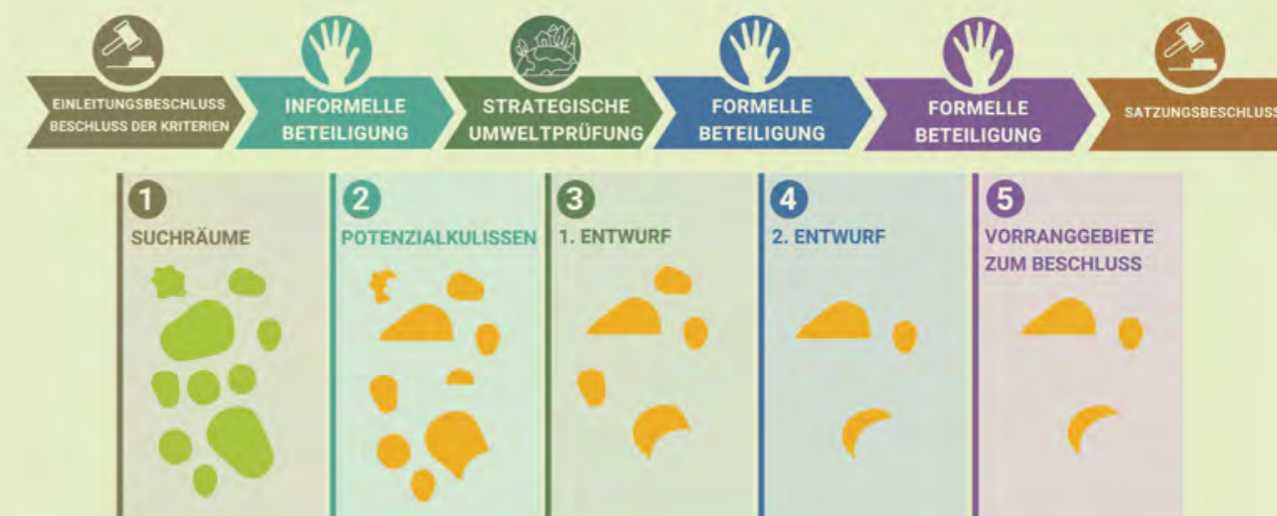 EINLEITUNGSBESCHLUSS
BESCHLUSS DER KRITERIEN
INFORMELLE
BETEILIGUNG
STRATEGISCHE
UMWELTPRÜFUNG
FORMELLE
BETEILIGUNG
FORMELLE
BETEILIGUNG
SATZUNGSBESCHLUSS
1
SUCHRÄUME
2
POTENZIALKULISSEN
3
1. ENTWURF
4
2. ENTWURF
5
VORRANGGEBIETE
ZUM BESCHLUSS